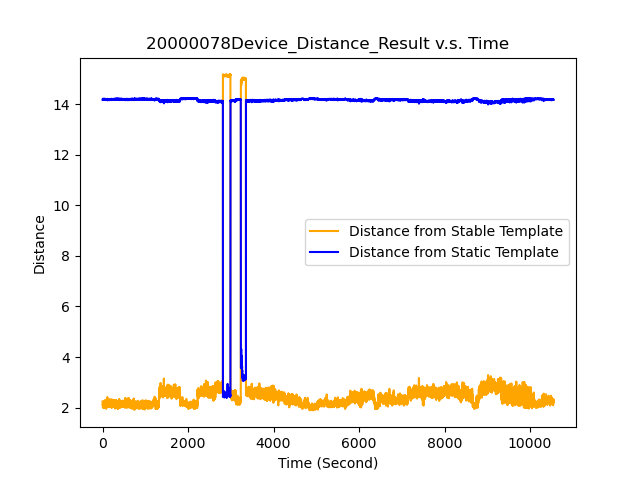 20000078Device_Distance_Result v.s. Time
14
12
10
8
6
4
2
Distance
Distance from Stable Template
Distance from Static Template
0 2000 4000 6000 8000 10000
Time (Second)